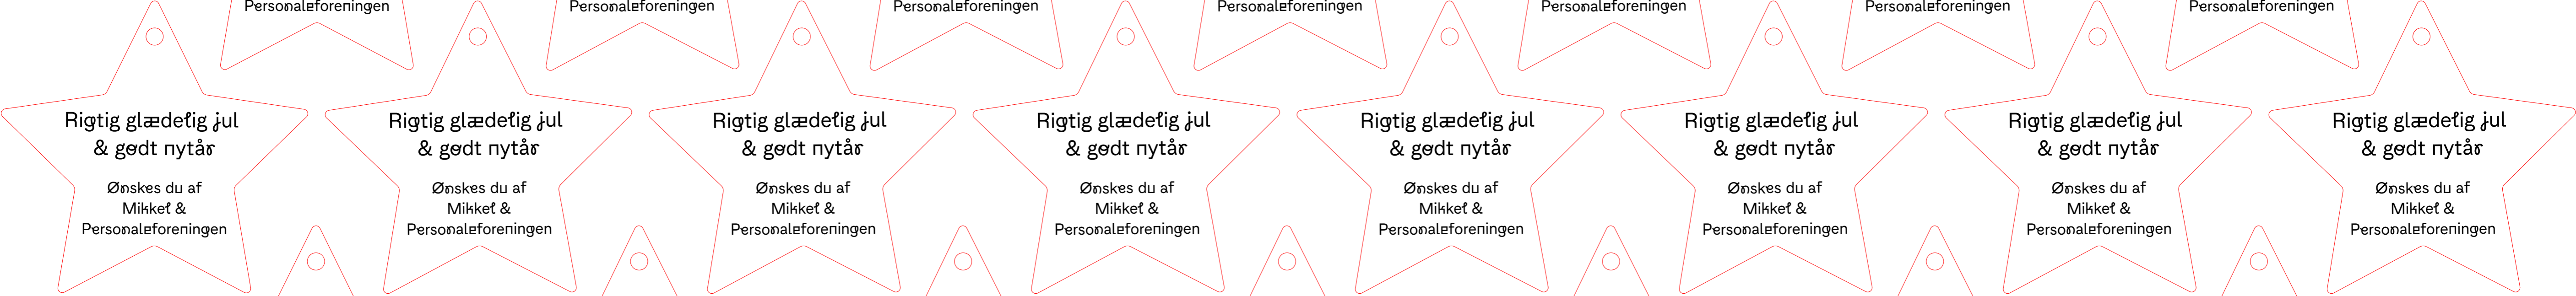 Personaleforeningen
Personaleforeningen
Personaleforeningen
Personaleforeningen
Personaleforeningen
Personaleforeningen
Personaleforeningen
Rigtig glædelig jul
& godt nytår
Ønskes du af
Mikkel &
Personaleforeningen
Rigtig glædelig jul
& godt nytår
Ønskes du af
Mikkel &
Personaleforeningen
Rigtig glædelig jul
& godt nytår
Ønskes du af
Mikkel &
Personaleforeningen
Rigtig glædelig jul
& godt nytår
Ønskes du af
Mikkel &
Personaleforeningen
Rigtig glædelig jul
& godt nytår
Ønskes du af
Mikkel &
Personaleforeningen
Rigtig glædelig jul
& godt nytår
Ønskes du af
Mikkel &
Personaleforeningen
Rigtig glædelig jul
& godt nytår
Ønskes du af
Mikkel &
Personaleforeningen
Rigtig glædelig jul
& godt nytår
Ønskes du af
Mikkel &
Personaleforeningen